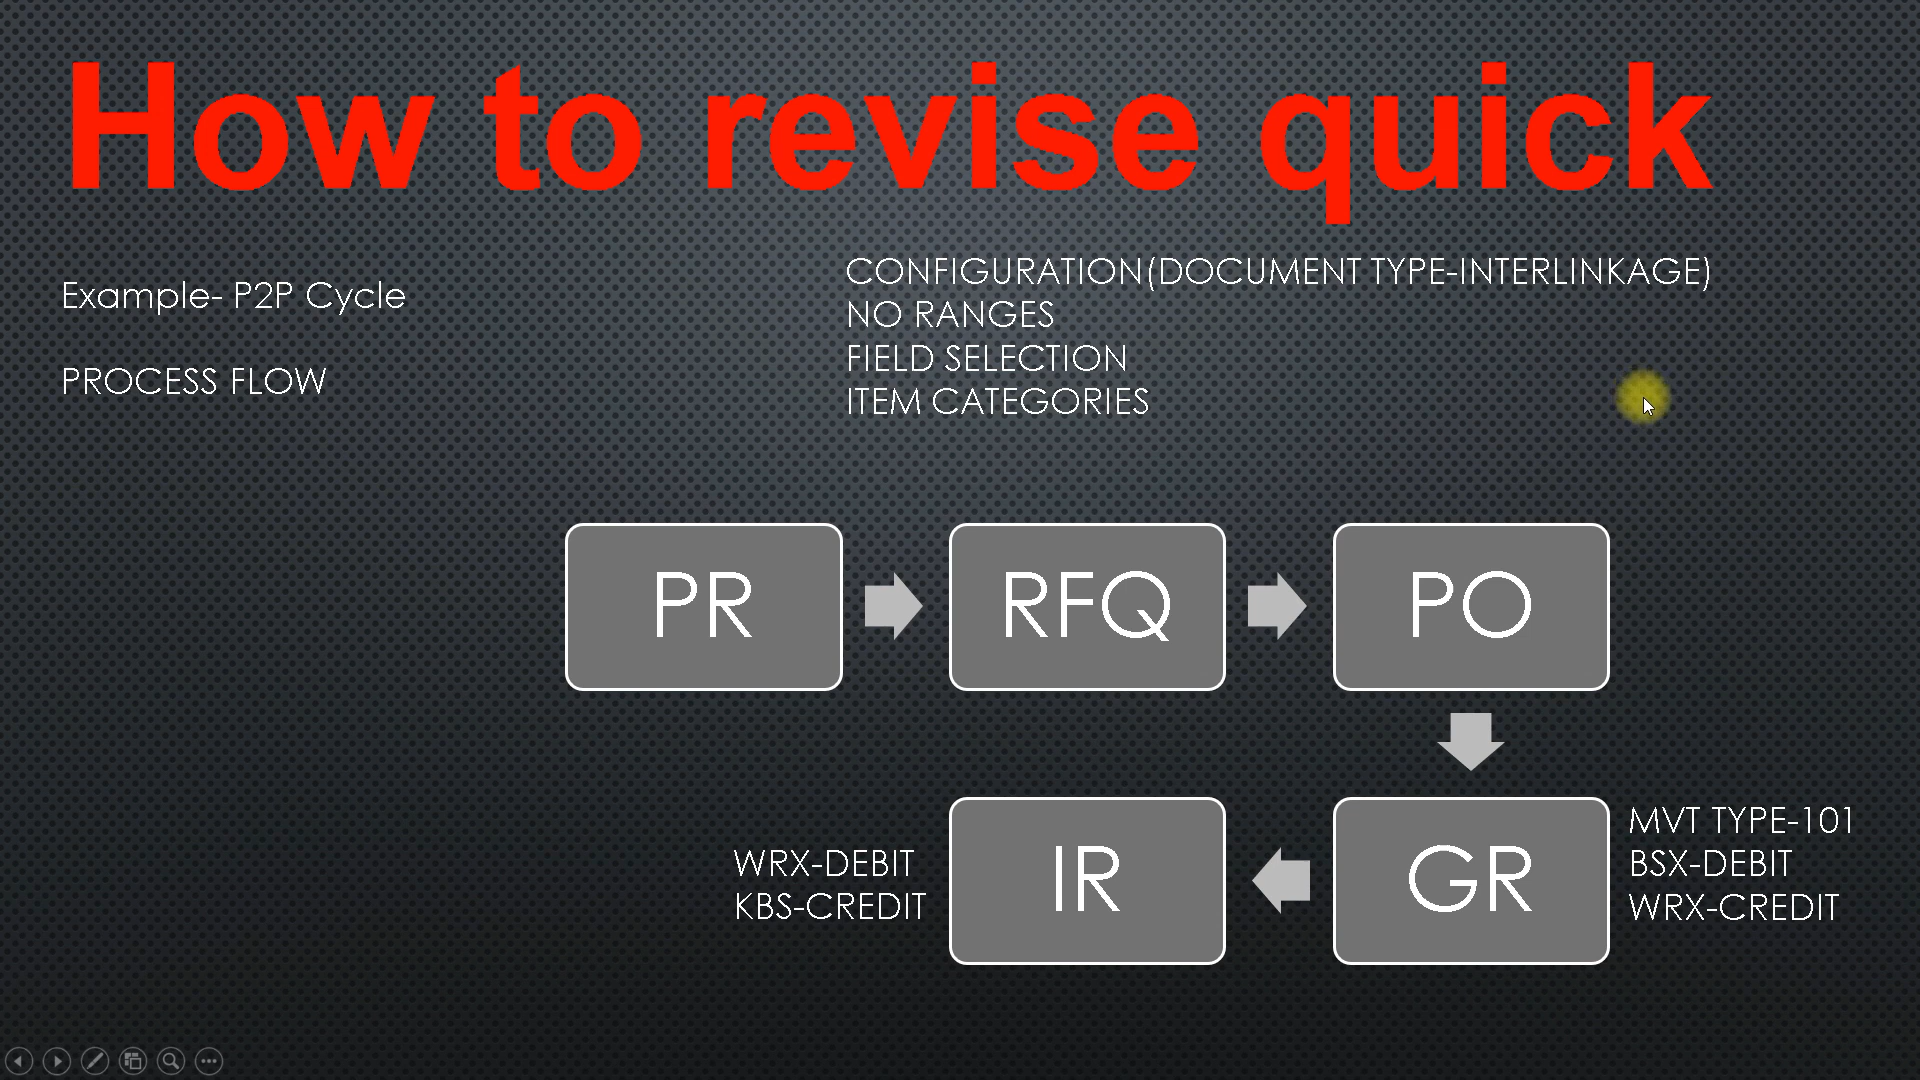 How to revise quick
Example- P2P Cycle
PROCESS FLOW
CONFIGURATION(DOCUMENT TYPE-INTERLINKAGE)
NO RANGES
FIELD SELECTION
ITEM CATEGORIES
PR
RFQ
PO
WRX-DEBIT
KBS-CREDIT
IR
GR
MVT TYPE-101
BSX-DEBIT
WRX-CREDIT